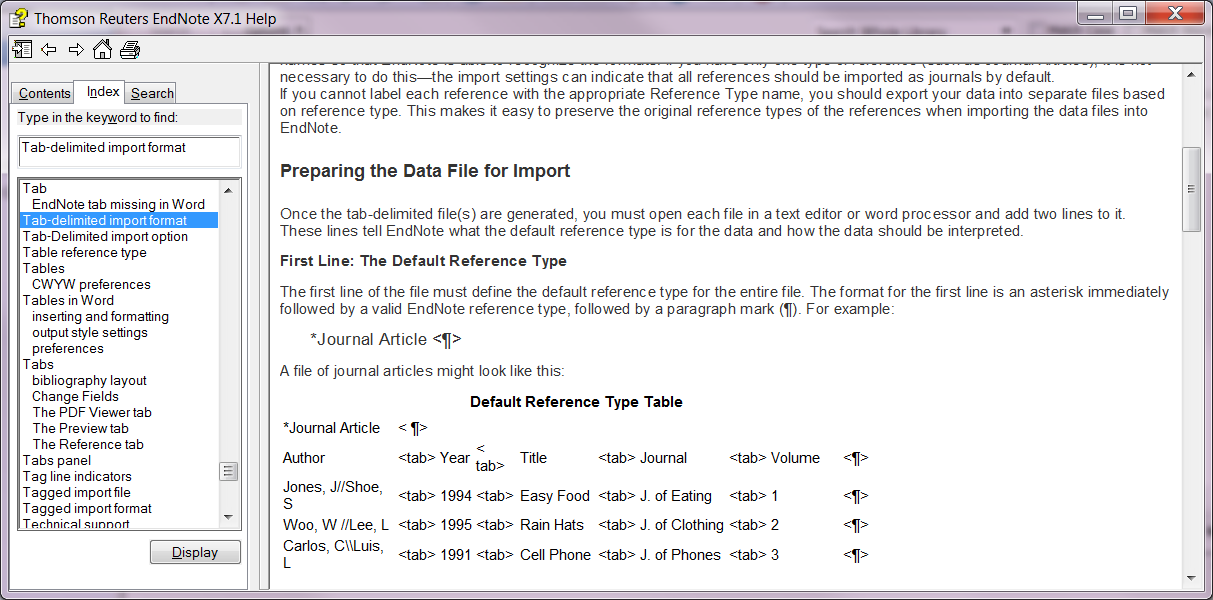 Thomson Reuters EndNote X7.1 Help
Contents
Index
Search
Type in the keyword to find:
Tab-delimited import format
Tab
EndNote tab missing in Word
Tab-delimited import format
Tab-Delimited import option
Table reference type
Tables
CWYW preferences
Tables in Word
inserting and formatting
output style settings
preferences
Tabs
bibliography layout
Change Fields
The PDF Viewer tab
The Preview tab
The Reference tab
Tabs panel
Tag line indicators
Tagged import file
Tagged import format
Technical support
Display
necessary to do this—the import settings can indicate that all references should be imported as journals by default.
If you cannot label each reference with the appropriate Reference Type name, you should export your data into separate files based
on reference type. This makes it easy to preserve the original reference types of the references when importing the data files into
EndNote.
Preparing the Data File for Import
Once the tab-delimited file(s) are generated, you must open each file in a text editor or word processor and add two lines to it.
These lines tell EndNote what the default reference type is for the data and how the data should be interpreted.
First Line: The Default Reference Type
The first line of the file must define the default reference type for the entire file. The format for the first line is an asterisk immediately
followed by a valid EndNote reference type, followed by a paragraph mark (¶). For example:
*Journal Article <¶>
A file of journal articles might look like this:
Default Reference Type Table
*Journal Article < ¶>
Author <tab> Year < tab> Title <tab> Journal <tab> Volume <¶>
Jones, J//Shoe, S <tab> 1994 <tab> Easy Food <tab> J. of Eating <tab> 1 <¶>
Woo, W //Lee, L <tab> 1995 <tab> Rain Hats <tab> J. of Clothing <tab> 2 <¶>
Carlos, C\\Luis, L <tab> 1991 <tab> Cell Phone <tab> J. of Phones <tab> 3 <¶>